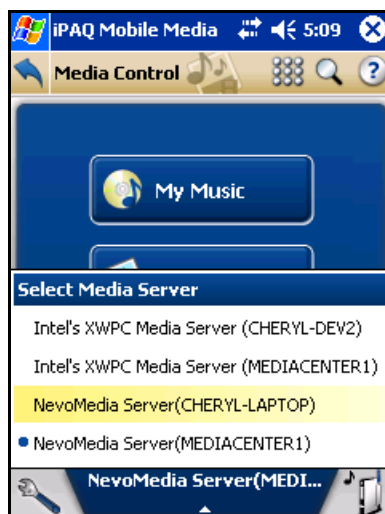 iPAQ Mobile Media 5:09
Media Control
?
My Music
Select Media Server
Intel's XWPC Media Server (CHERYL-DEV2)
Intel's XWPC Media Server (MEDIACENTER1)
NevoMedia Server(CHERYL-LAPTOP)
NevoMedia Server(MEDIACENTER1)
NevoMedia Server(MEDI...